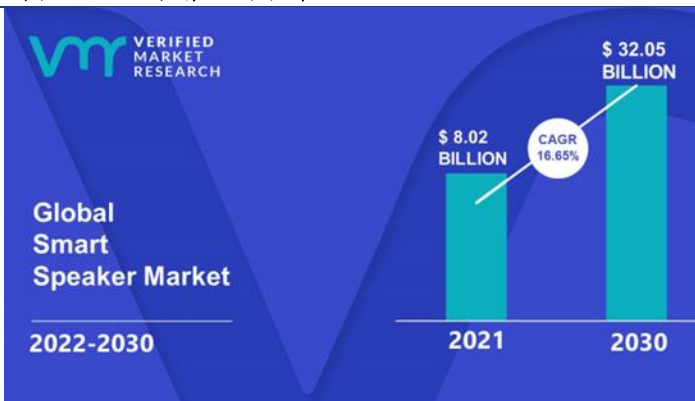 vmr
VERIFIED
MARKET
RESEARCH
$ 32.05
BILLION
$ 8.02
BILLION
CAGR
16.65%
Global
Smart
Speaker Market
2022-2030
2021
2030